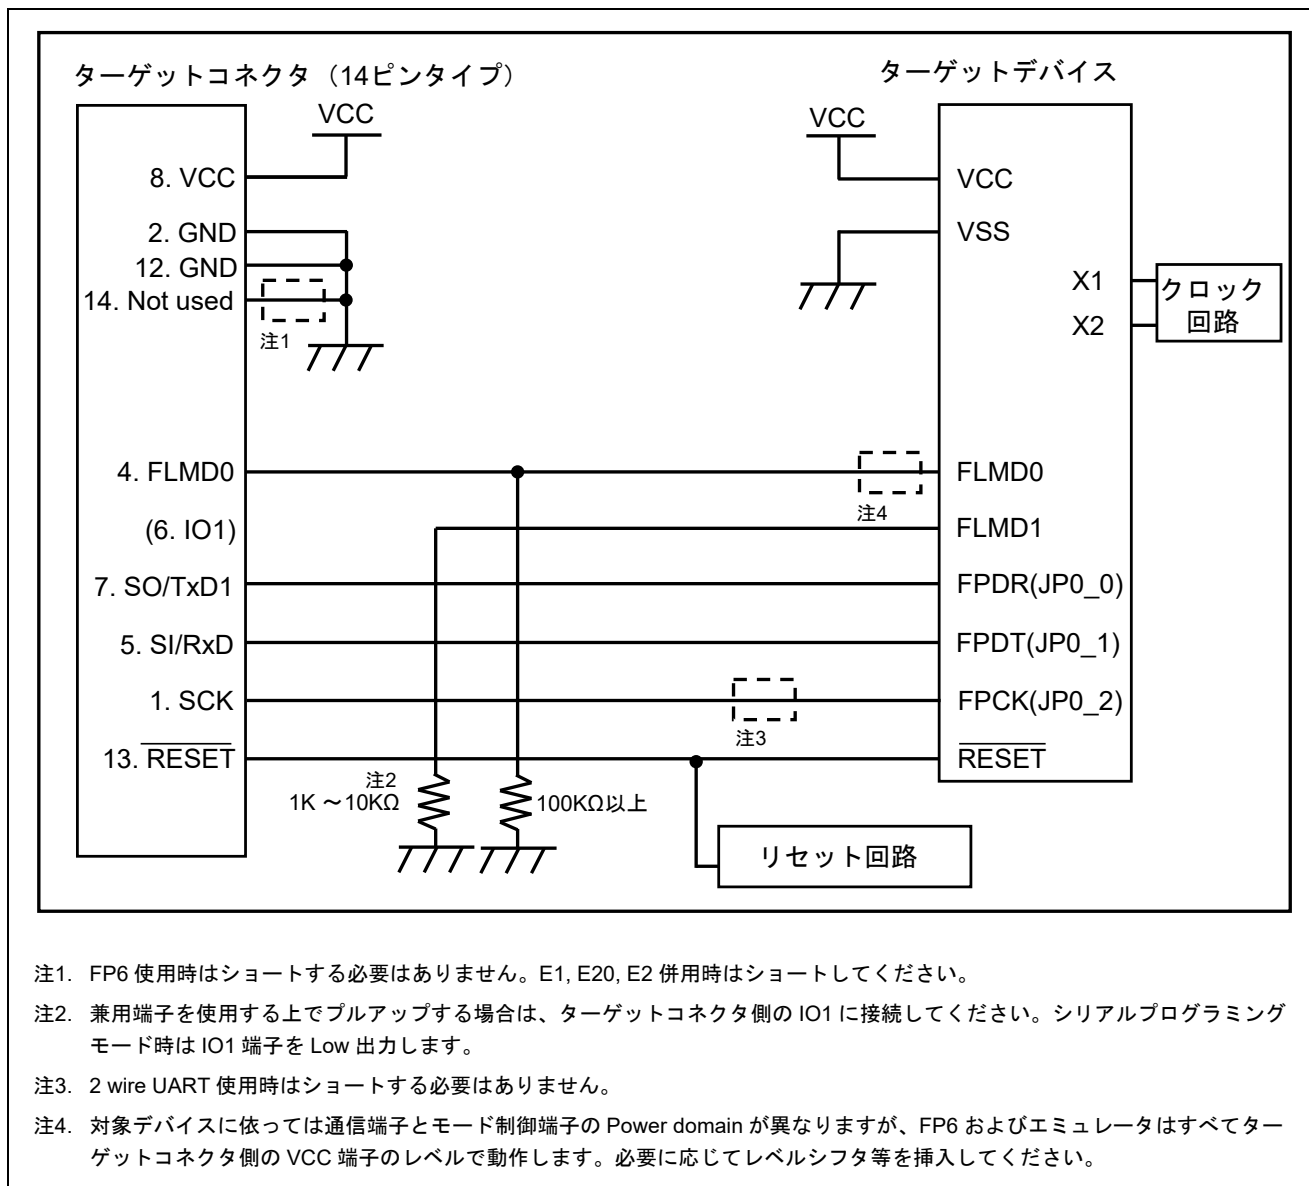 ターゲットコネクタ（14ピンタイプ）
ターゲットデバイス
VCC
VCC
8. VCC
VCC
2. GND
VSS
12. GND
14. Not used
注1
X1
X2
クロック
回路
4. FLMD0
FLMD0
注4
(6. IO1)
FLMD1
7. SO/TxD1
FPDR(JP0_0)
5. SI/RxD
FPDT(JP0_1)
1. SCK
FPCK(JP0_2)
注3
13. RESET
RESET
注2
1K ～10KΩ
100KΩ以上
リセット回路
注1. FP6 使用時はショートする必要はありません。E1, E20, E2 併用時はショートしてください。
注2. 兼用端子を使用する上でプルアップする場合は、ターゲットコネクタ側の IO1 に接続してください。シリアルプログラミング
モード時は IO1 端子を Low 出力します。
注3. 2 wire UART 使用時はショートする必要はありません。
注4. 対象デバイスに依っては通信端子とモード制御端子の Power domain が異なりますが、FP6 およびエミュレータはすべてター
ゲットコネクタ側の VCC 端子のレベルで動作します。必要に応じてレベルシフタ等を挿入してください。